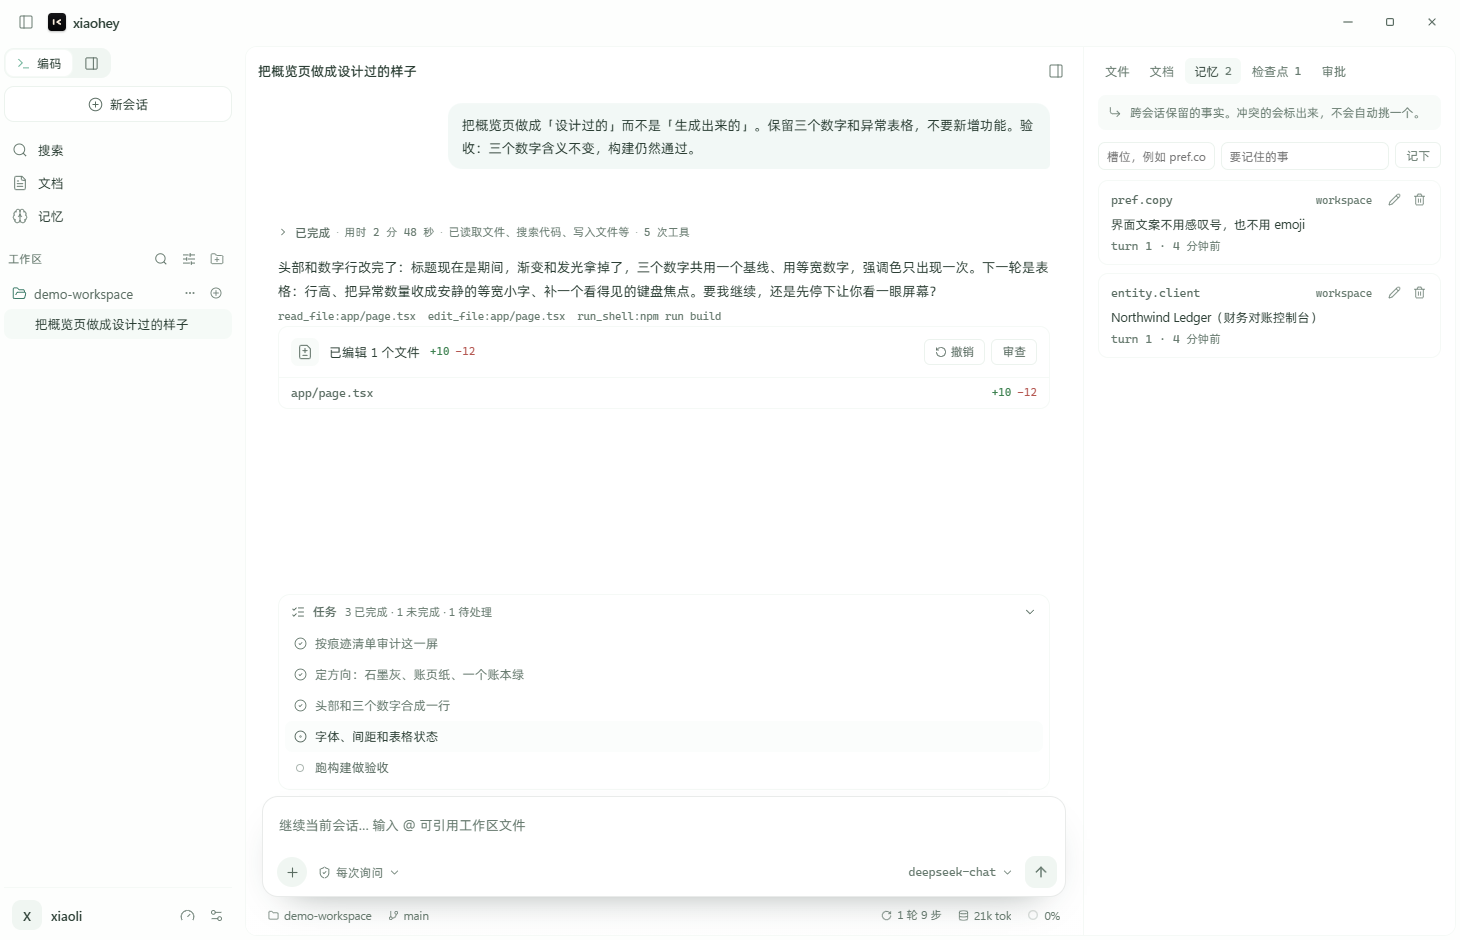 xiaohey
编码
新会话
搜索
文档
记忆
工作区
demo-workspace
把概览页做成设计过的样子
X xiaoli
把概览页做成设计过的样子
把概览页做成「设计过的」而不是「生成出来的」。保留三个数字和异常表格，不要新增功能。验
收：三个数字含义不变，构建仍然通过。
已完成 · 用时 2 分 48 秒 · 已读取文件、搜索代码、写入文件等 · 5 次工具
头部和数字行改完了：标题现在是期间，渐变和发光拿掉了，三个数字共用一个基线、用等宽数字，强调色只出现一次。下一轮是表
格：行高、把异常数量收成安静的等宽小字、补一个看得见的键盘焦点。要我继续，还是先停下让你看一眼屏幕？
read_file:app/page.tsx edit_file:app/page.tsx run_shell:npm run build
已编辑 1 个文件 +10 −12 撤销 审查
app/page.tsx +10 −12
任务 3 已完成 · 1 未完成 · 1 待处理
按痕迹清单审计这一屏
定方向：石墨灰、账页纸、一个账本绿
头部和三个数字合成一行
字体、间距和表格状态
跑构建做验收
继续当前会话… 输入 @ 可引用工作区文件
每次询问 deepseek-chat
demo-workspace main 1 轮 9 步 21k tok 0%
文件 文档 记忆 2 检查点 1 审批
跨会话保留的事实。冲突的会标出来，不会自动挑一个。
槽位，例如 pref.co 要记住的事 记下
pref.copy workspace
界面文案不用感叹号，也不用 emoji
turn 1 · 4 分钟前
entity.client workspace
Northwind Ledger（财务对账控制台）
turn 1 · 4 分钟前